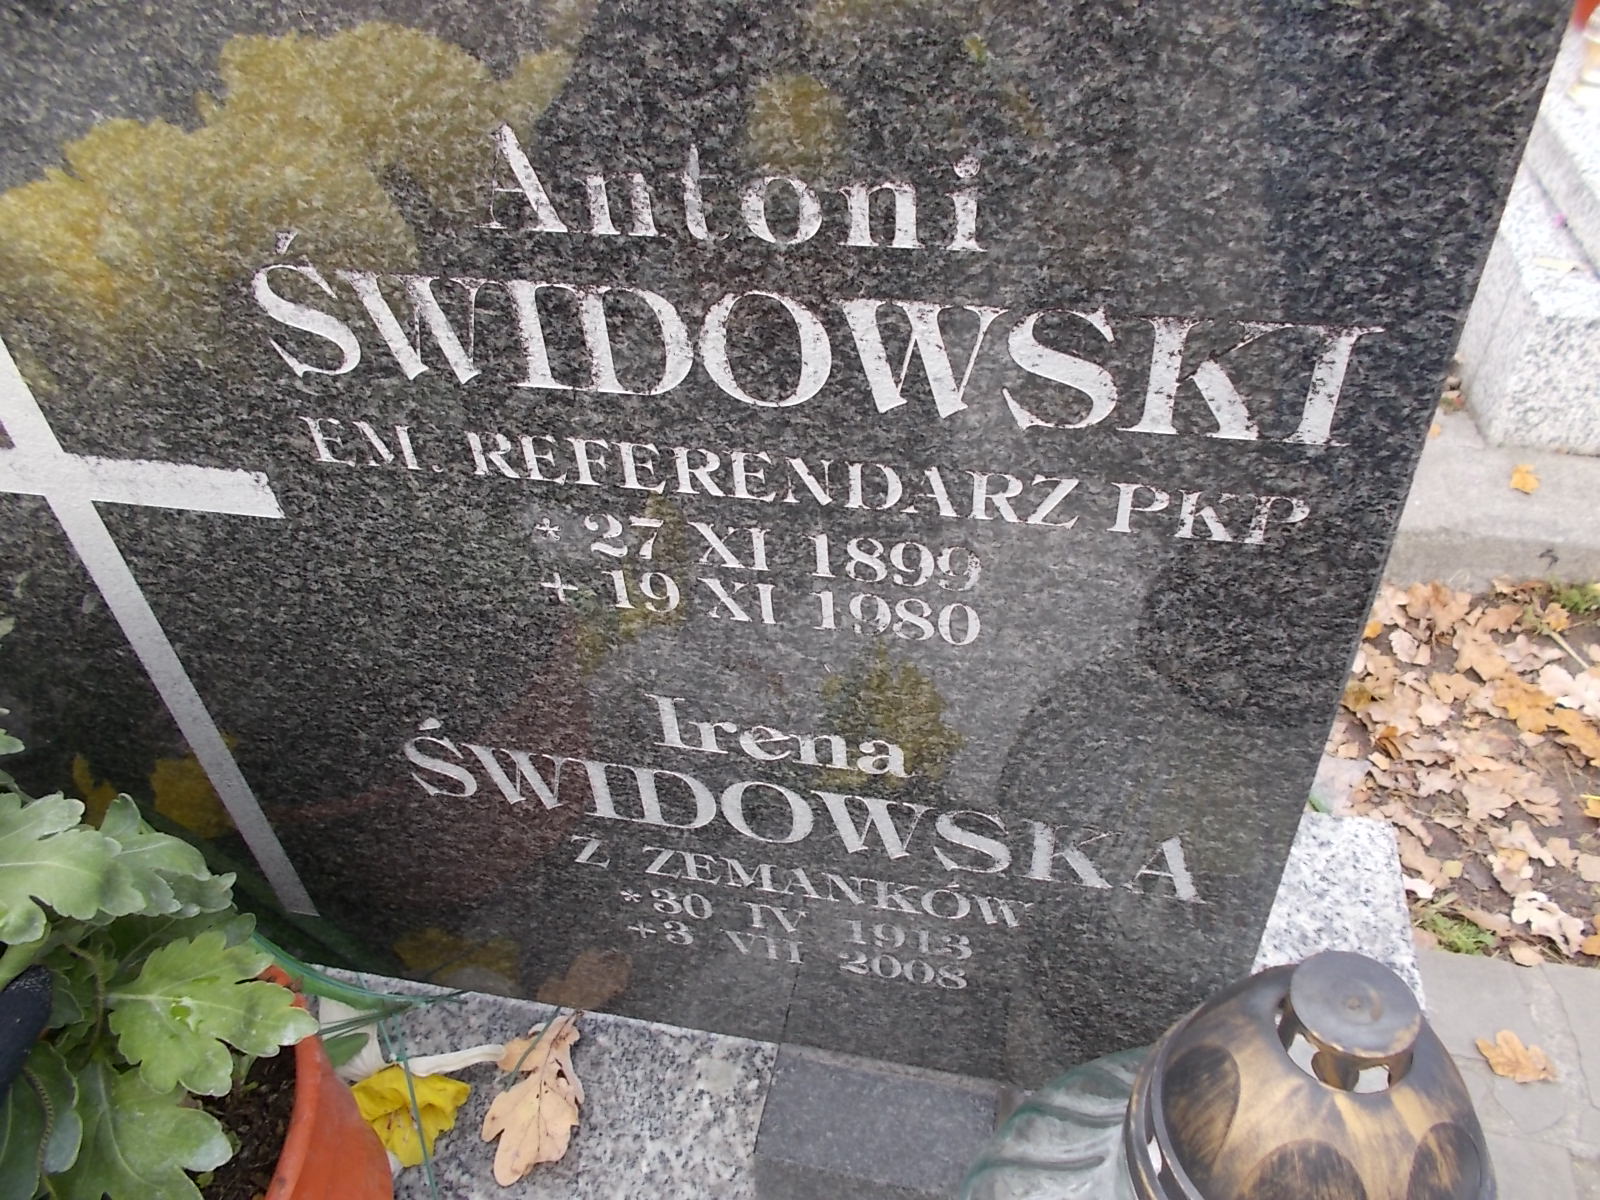 Antoni
ŚWIDOWSKI
EM. REFERENDARZ PKP
* 27 XI 1899
+ 19 XI 1980
Irena
ŚWIDOWSKA
Z ZEMANKÓW
*30 IV 1913
+3 VII 2008